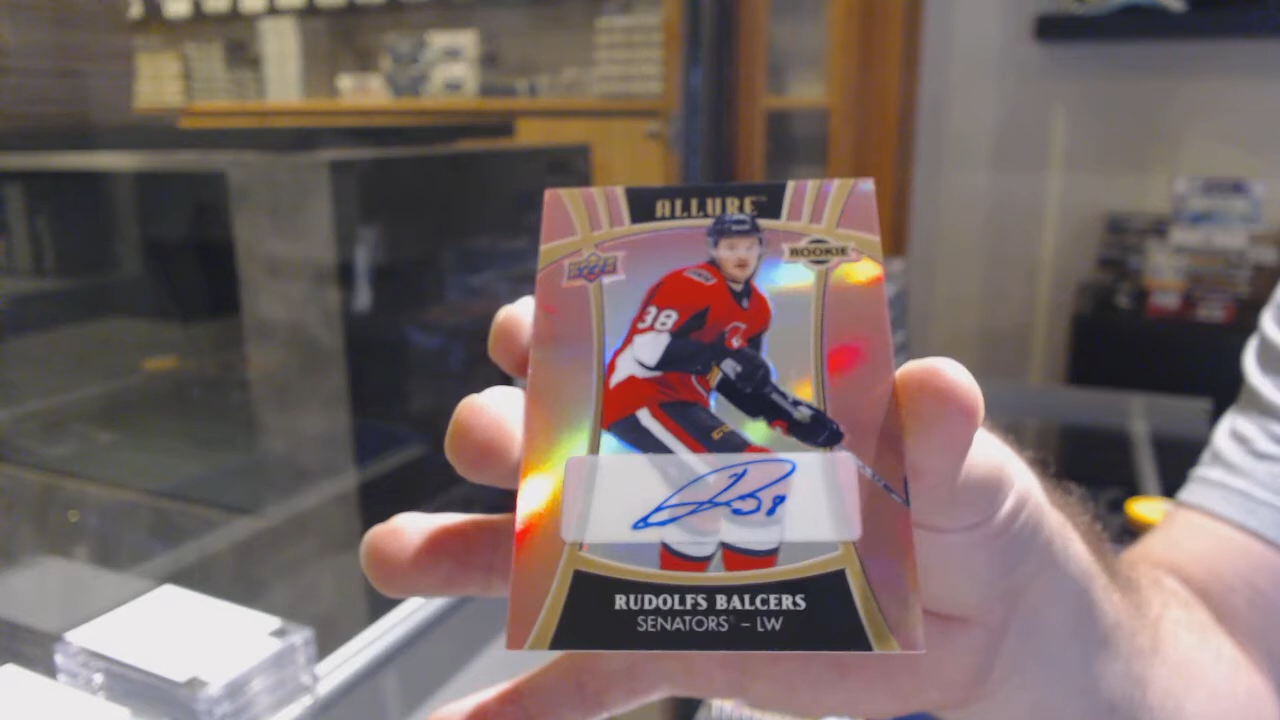 ALLURE
ROOKIE
38
RUDOLFS BALCERS
SENATORS - LW